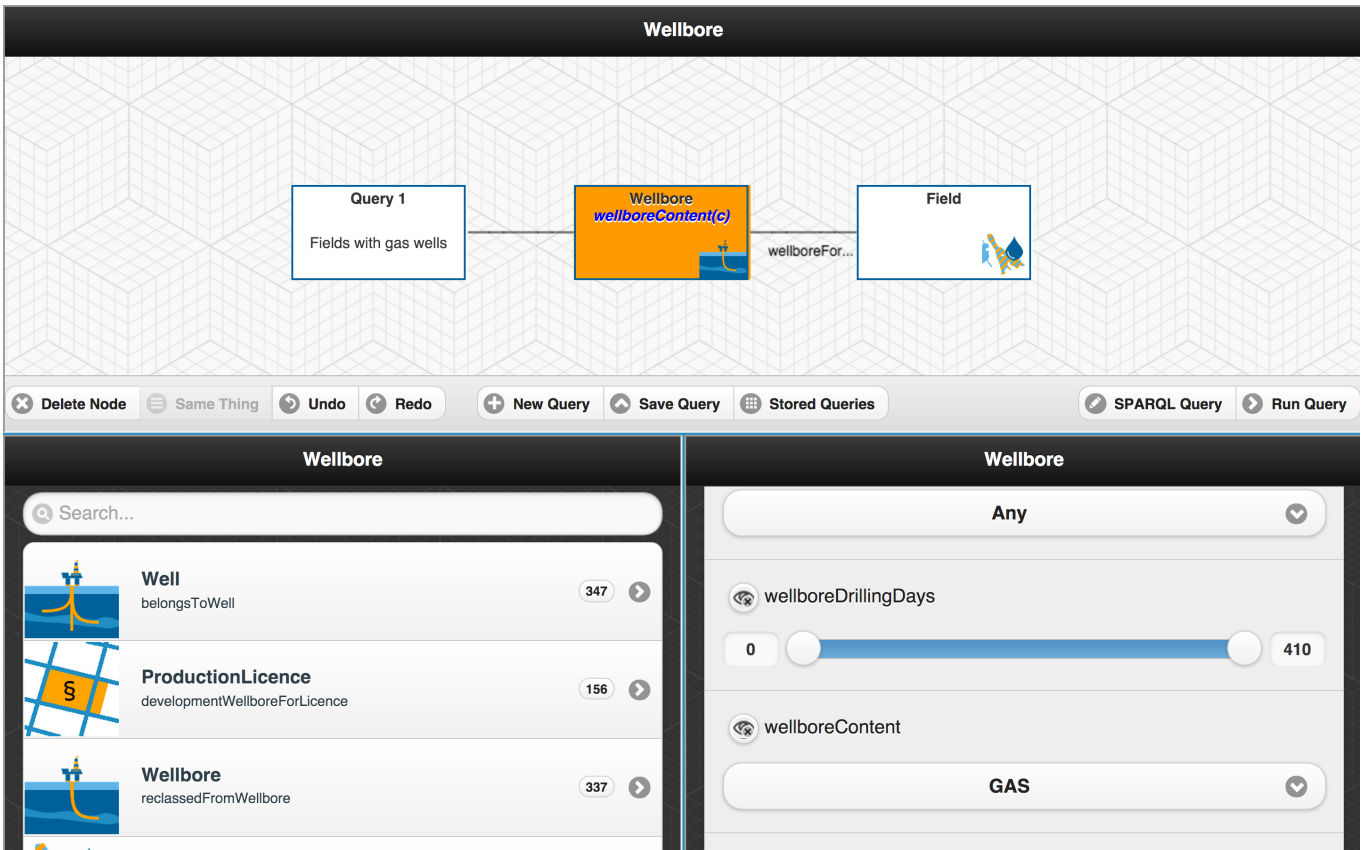 Wellbore
Query 1
Fields with gas wells
Wellbore
wellboreContent(c)
wellboreFor...
Field
Delete Node
Same Thing
Undo
Redo
New Query
Save Query
Stored Queries
SPARQL Query
Run Query
Wellbore
Search...
Well
belongsToWell
347
ProductionLicence
developmentWellboreForLicence
156
§
Wellbore
reclassedFromWellbore
337
Wellbore
Any
wellboreDrillingDays
0
410
wellboreContent
GAS